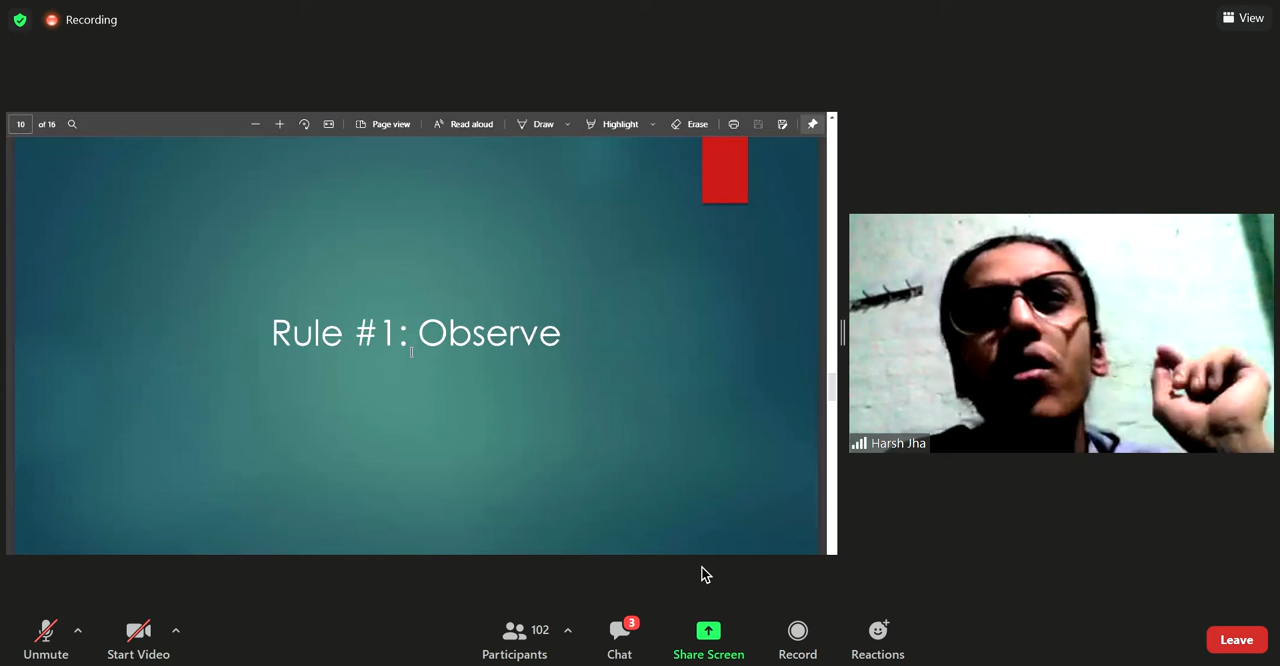 Recording
View
10 of 16
Page view
A Read aloud
Draw
Highlight
Erase
Rule #1: Observe
Harsh Jha
Unmute
Start Video
102
Participants
3
Chat
Share Screen
Record
Reactions
Leave